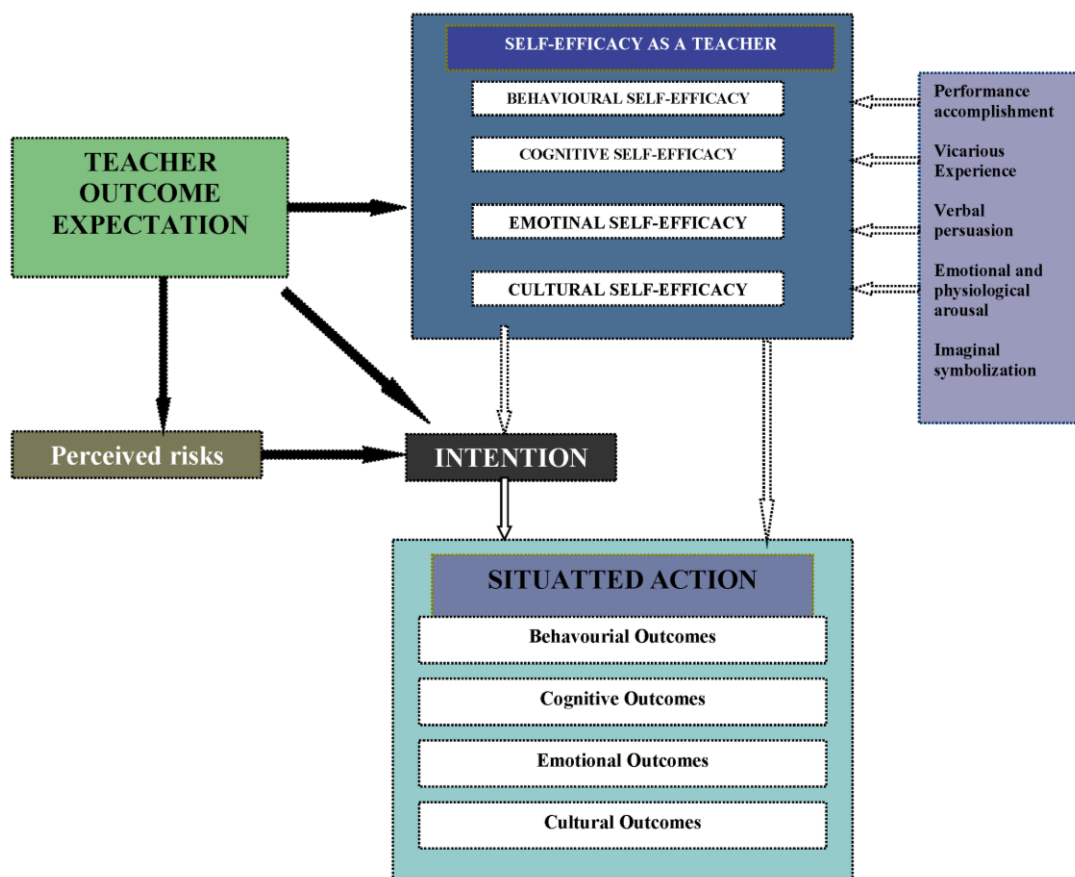 SELF-EFFICACY AS A TEACHER
BEHAVIOURAL SELF-EFFICACY
COGNITIVE SELF-EFFICACY
EMOTINAL SELF-EFFICACY
CULTURAL SELF-EFFICACY
Performance
accomplishment
Vicarious
Experience
Verbal
persuasion
Emotional and
physiological
arousal
Imaginal
symbolization
TEACHER
OUTCOME
EXPECTATION
Perceived risks
INTENTION
SITUATTED ACTION
Behavourial Outcomes
Cognitive Outcomes
Emotional Outcomes
Cultural Outcomes